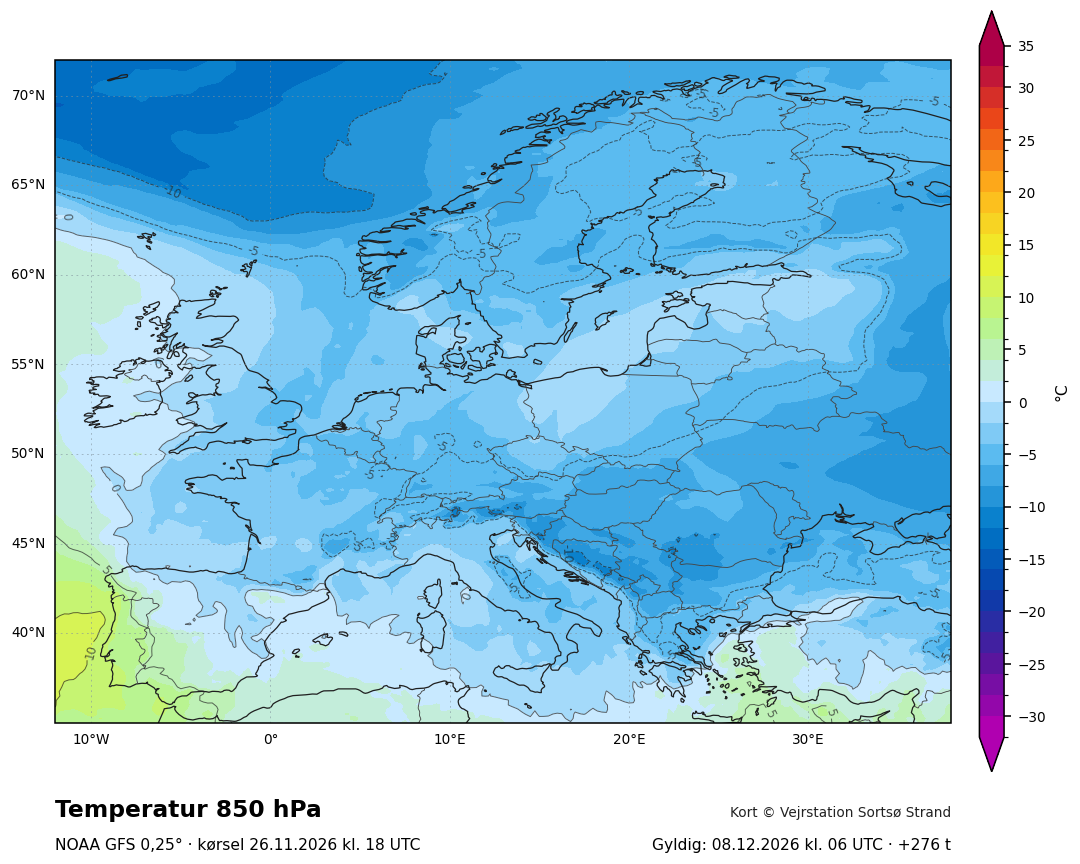 70°N
65°N
60°N
55°N
50°N
45°N
40°N
10°W
0°
10°E
20°E
30°E
35
30
25
20
15
10
5
0
−5
−10
−15
−20
−25
−30
°C
Temperatur 850 hPa
Kort © Vejrstation Sortsø Strand
NOAA GFS 0,25° · kørsel 26.11.2026 kl. 18 UTC
Gyldig: 08.12.2026 kl. 06 UTC · +276 t